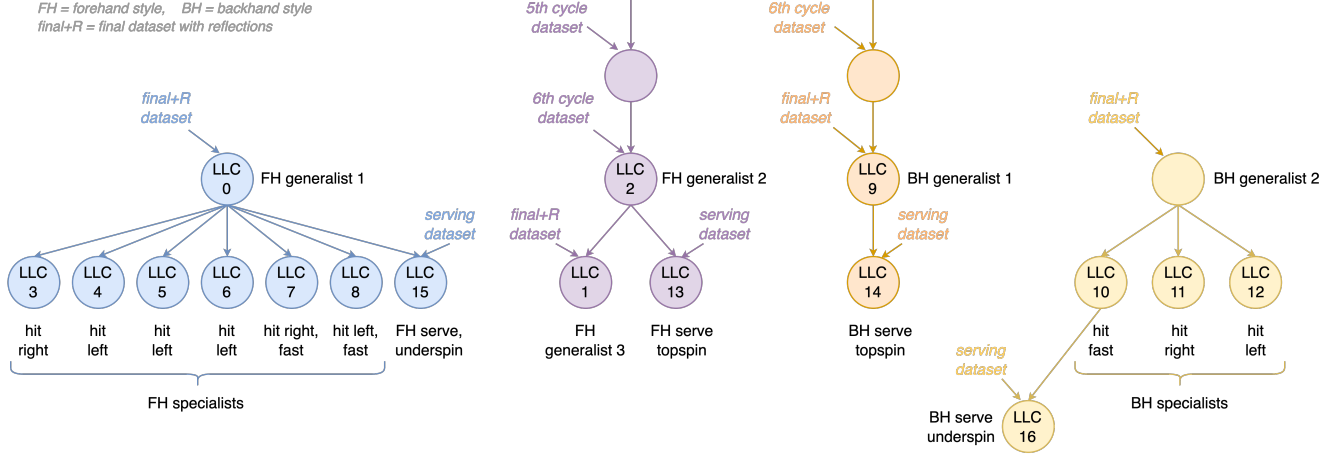 FH = forehand style, BH = backhand style
final+R = final dataset with reflections
5th cycle
dataset
6th cycle
dataset
6th cycle
dataset
final+R
dataset
final+R
dataset
final+R
dataset
LLC
0
FH generalist 1
LLC
2
FH generalist 2
LLC
9
BH generalist 1
BH generalist 2
serving
dataset
final+R
dataset
serving
dataset
serving
dataset
LLC
3
LLC
4
LLC
5
LLC
6
LLC
7
LLC
8
LLC
15
LLC
1
LLC
13
LLC
14
LLC
10
LLC
11
LLC
12
hit
right
hit
left
hit
left
hit
left
hit right,
fast
hit left,
fast
FH serve,
underspin
FH
generalist 3
FH serve
topspin
BH serve
topspin
hit
fast
hit
right
hit
left
serving
dataset
FH specialists
BH specialists
BH serve
underspin
LLC
16